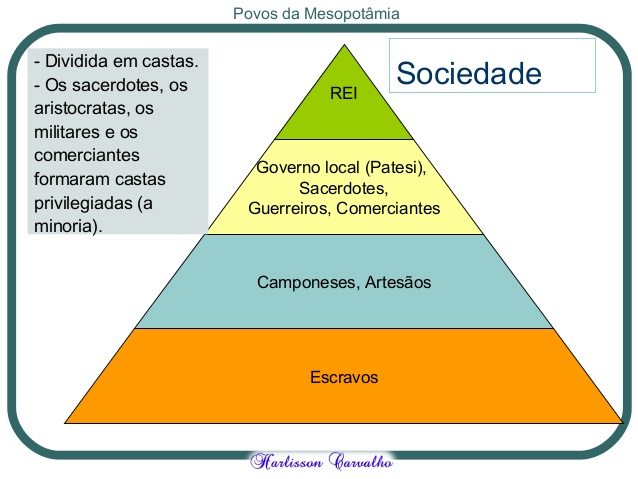 Povos da Mesopotâmia
- Dividida em castas.
- Os sacerdotes, os
aristocratas, os
militares e os
comerciantes
formaram castas
privilegiadas (a
minoria).
Sociedade
REI
Governo local (Patesi),
Sacerdotes,
Guerreiros, Comerciantes
Camponeses, Artesãos
Escravos
Harlisson Carvalho